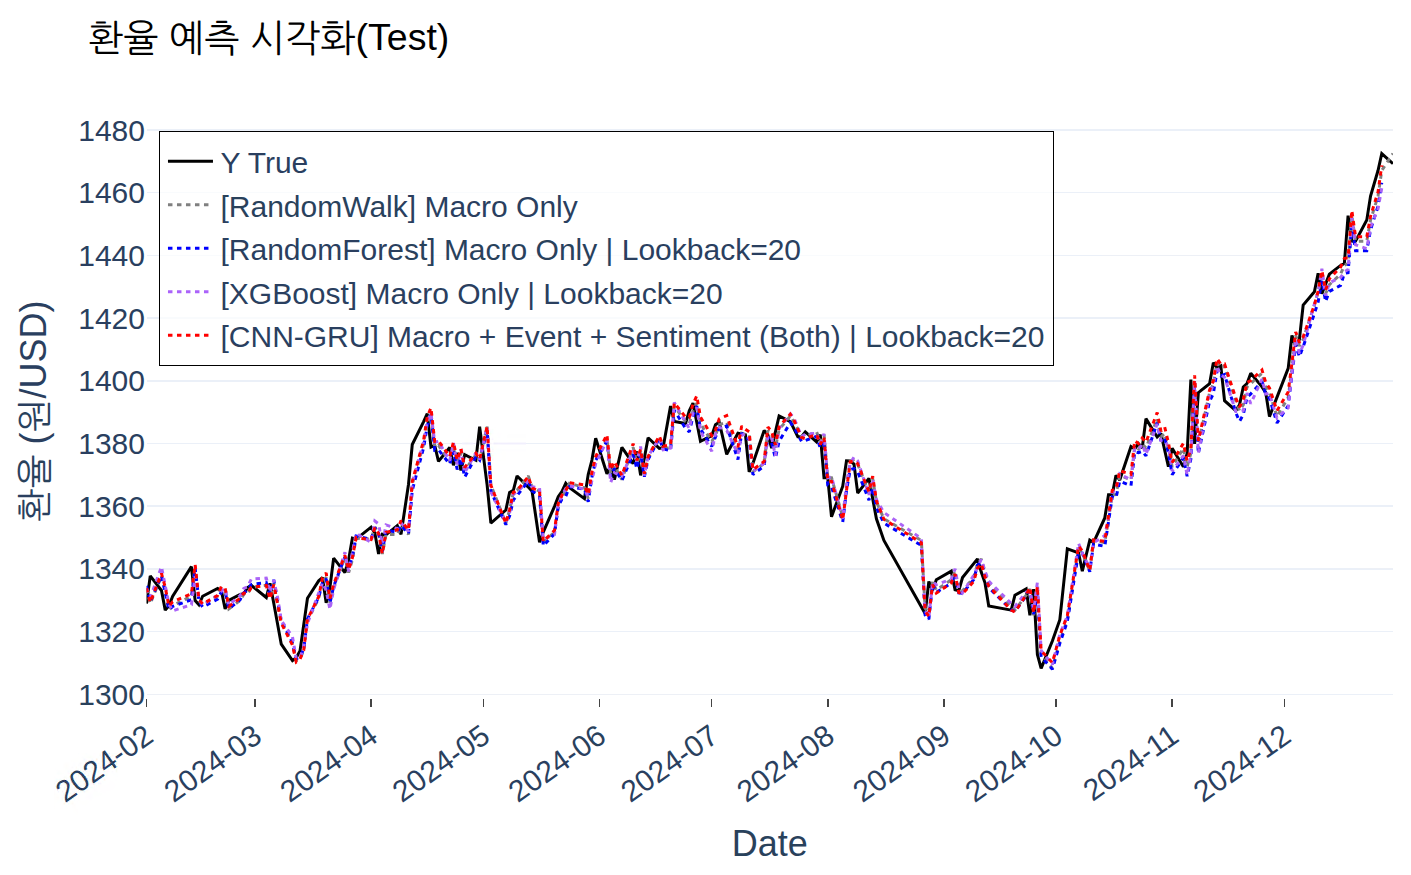 환율 예측 시각화(Test)
1480
1460
1440
1420
1400
1380
1360
1340
1320
1300
환율 (원/USD)
Y True
[RandomWalk] Macro Only
[RandomForest] Macro Only | Lookback=20
[XGBoost] Macro Only | Lookback=20
[CNN-GRU] Macro + Event + Sentiment (Both) | Lookback=20
2024-02
2024-03
2024-04
2024-05
2024-06
2024-07
2024-08
2024-09
2024-10
2024-11
2024-12
Date